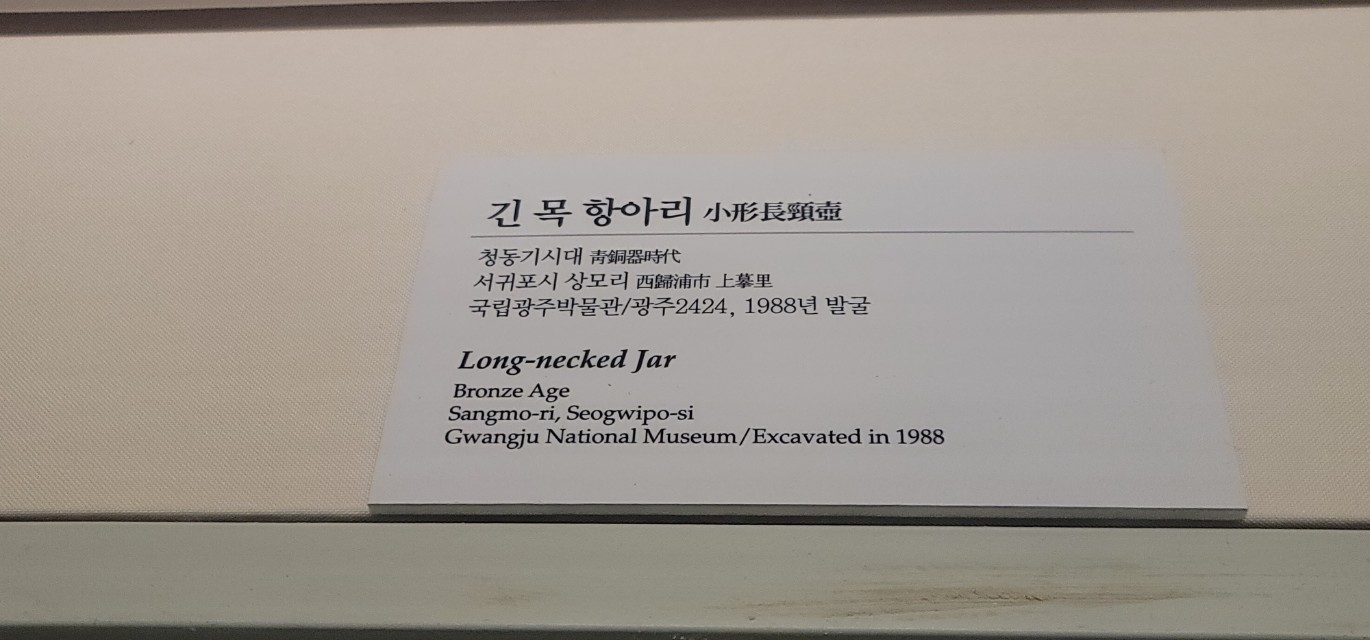 긴 목 항아리 小形長頸壺
청동기시대 靑銅器時代
서귀포시 상모리 西歸浦市 上摹里
국립광주박물관/광주2424, 1988년 발굴
Long-necked Jar
Bronze Age
Sangmo-ri, Seogwipo-si
Gwangju National Museum/Excavated in 1988